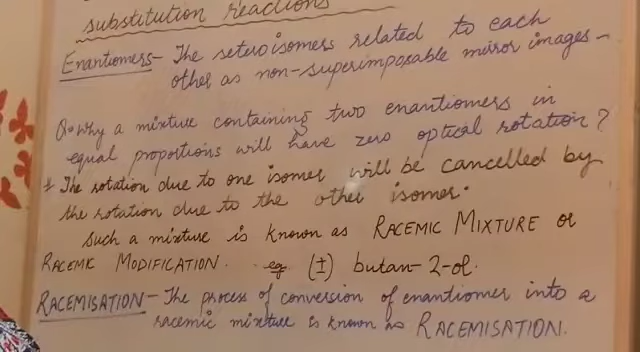 substitution reactions
Enantiomers- The seteroisomers related to each
other as non-superimposable mirror images-
Q. Why a mixture containing two enantiomers in
equal proportions will have zero optical rotation?
The rotation due to one isomer will be cancelled by
the rotation due to the other isomer.
Such a mixture is known as RACEMIC MIXTURE or
RACEMC MODIFICATION. eg (±) butan-2-ol.
RACEMISATION- The process of conversion of enantiomer into a
racemic mixture is known as RACEMISATION.